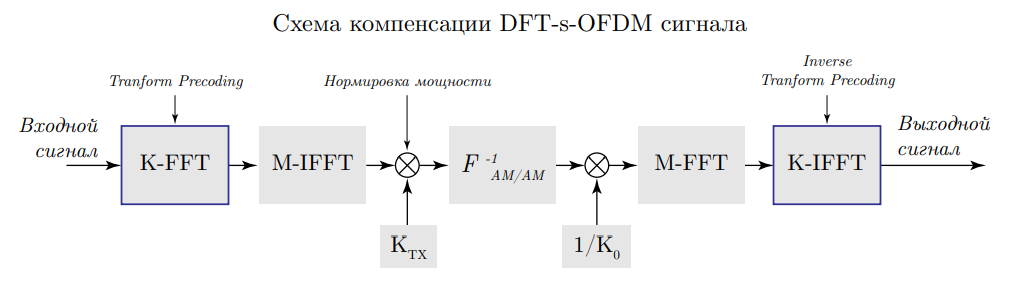 Схема компенсации DFT-s-OFDM сигнала
Tranform Precoding
Нормировка мощности
Inverse
Tranform Precoding
Входной
сигнал
K-FFT
M-IFFT
F -1 AM/AM
M-FFT
K-IFFT
Выходной
сигнал
K_TX
1/K_0